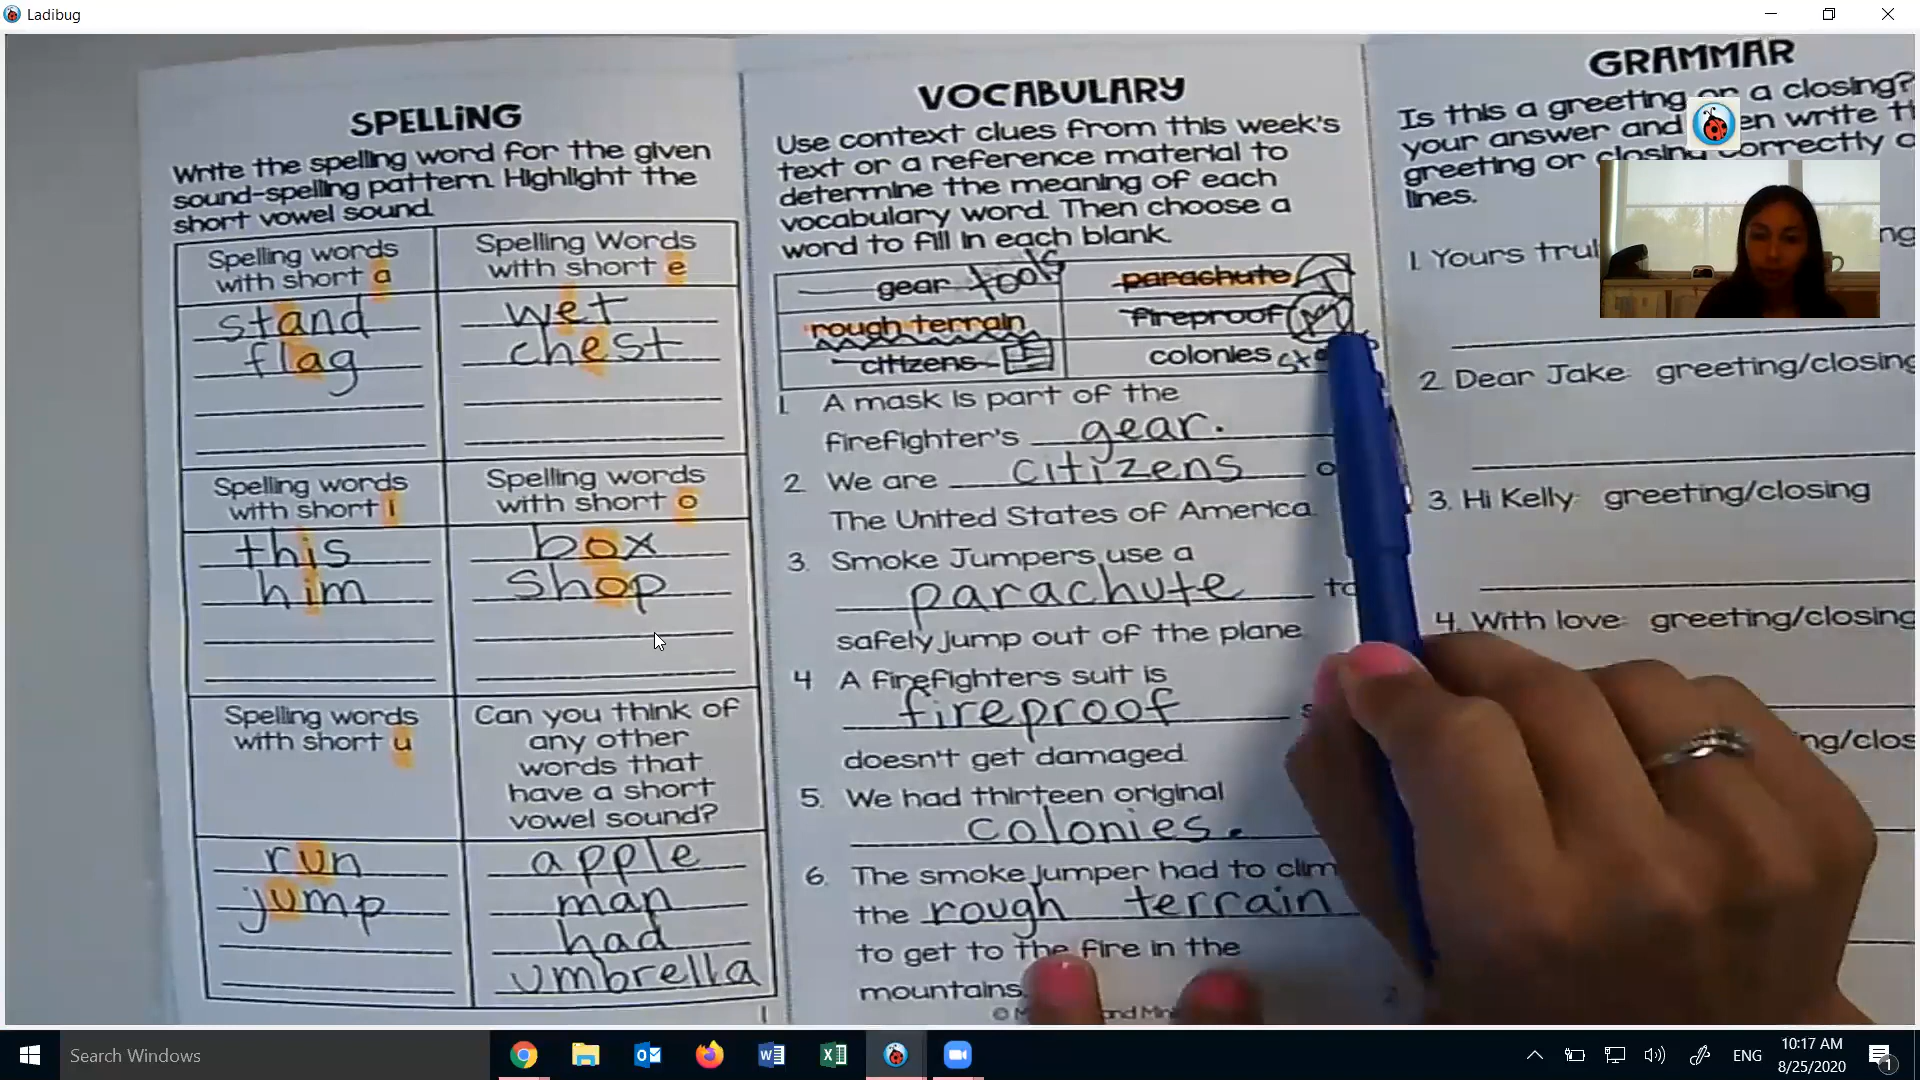 Ladibug
SPELLING
Write the spelling word for the given
sound-spelling pattern. Highlight the
short vowel sound.
Spelling words
with short a
Spelling Words
with short e
stand
flag
wet
chest
Spelling words
with short i
Spelling words
with short o
this
him
box
shop
Spelling words
with short u
Can you think of
any other
words that
have a short
vowel sound?
run
jump
apple
man
had
umbrella
1
VOCABULARY
Use context clues from this week's
text or a reference material to
determine the meaning of each
vocabulary word. Then choose a
word to fill in each blank.
gear tools
parachute
rough terrain
fireproof
citizens
colonies
1. A mask is part of the
firefighter's gear.
2. We are citizens
The United States of America.
3. Smoke Jumpers use a
parachute to
safely jump out of the plane.
4. A firefighters suit is
fireproof
doesn't get damaged.
5. We had thirteen original
colonies.
6. The smoke jumper had to
the rough terrain
to get to the fire in the
mountains.
2
GRAMMAR
Is this a greeting or a closing?
your answer and write
greeting or closing correctly
lines.
1. Yours
2. Dear Jake: greeting/closing
3. Hi Kelly: greeting/closing
4. With love: greeting/closing
Search Windows
ENG
10:17 AM
8/25/2020
1